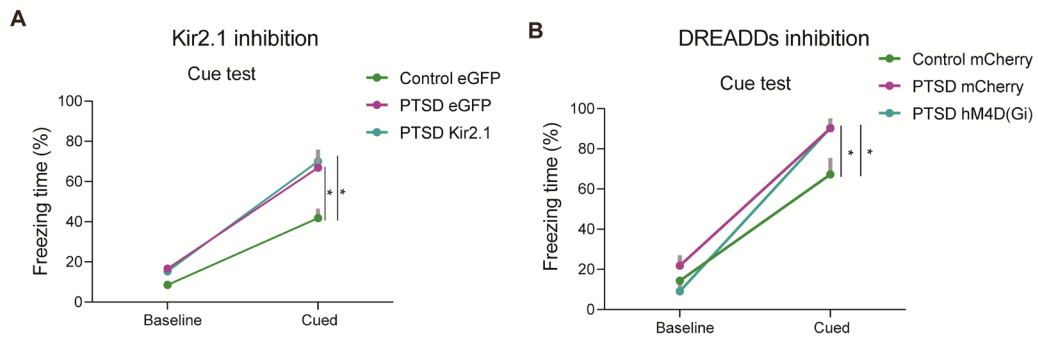 A
Kir2.1 inhibition
Cue test
Control eGFP
PTSD eGFP
PTSD Kir2.1
Freezing time (%)
100
80
60
40
20
0
*
*
Baseline
Cued
B
DREADDs inhibition
Cue test
Control mCherry
PTSD mCherry
PTSD hM4D(Gi)
Freezing time (%)
100
80
60
40
20
0
*
*
Baseline
Cued